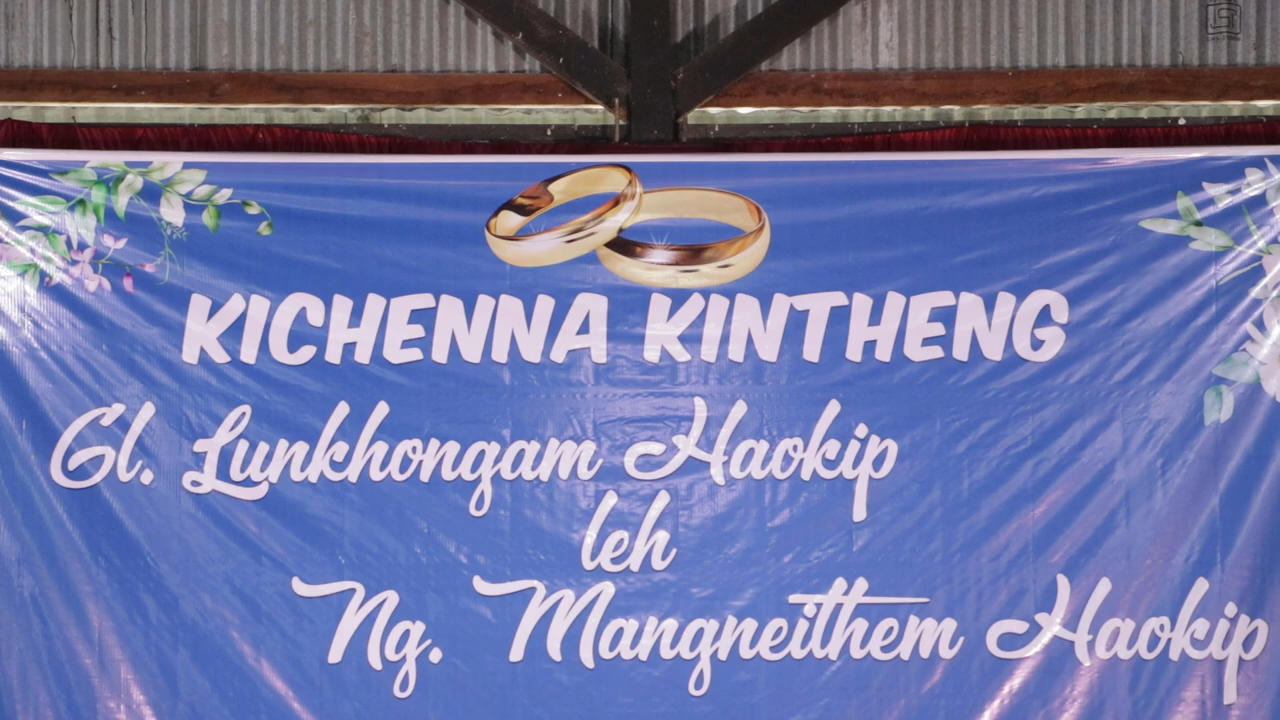 KICHENNA KINTHENG
Gl. Lunkhongam Haokip
leh
Ng. Mangneithem Haokip